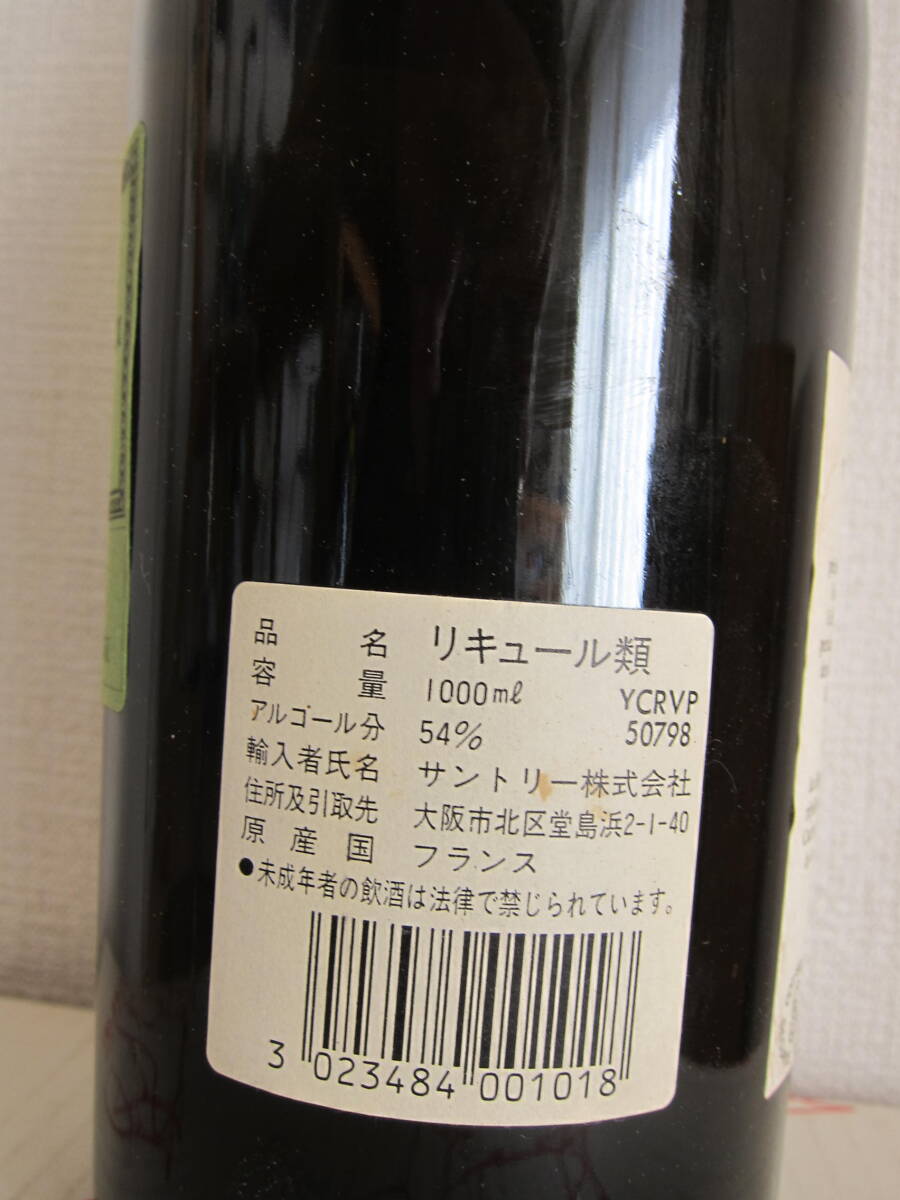 品名 リキュール類
容量 1000ml YCRVP
アルコール分 54% 50798
輸入者氏名 サントリー株式会社
住所及引取先 大阪市北区堂島浜2-1-40
原産国 フランス
●未成年者の飲酒は法律で禁じられています。
3 023484 001018